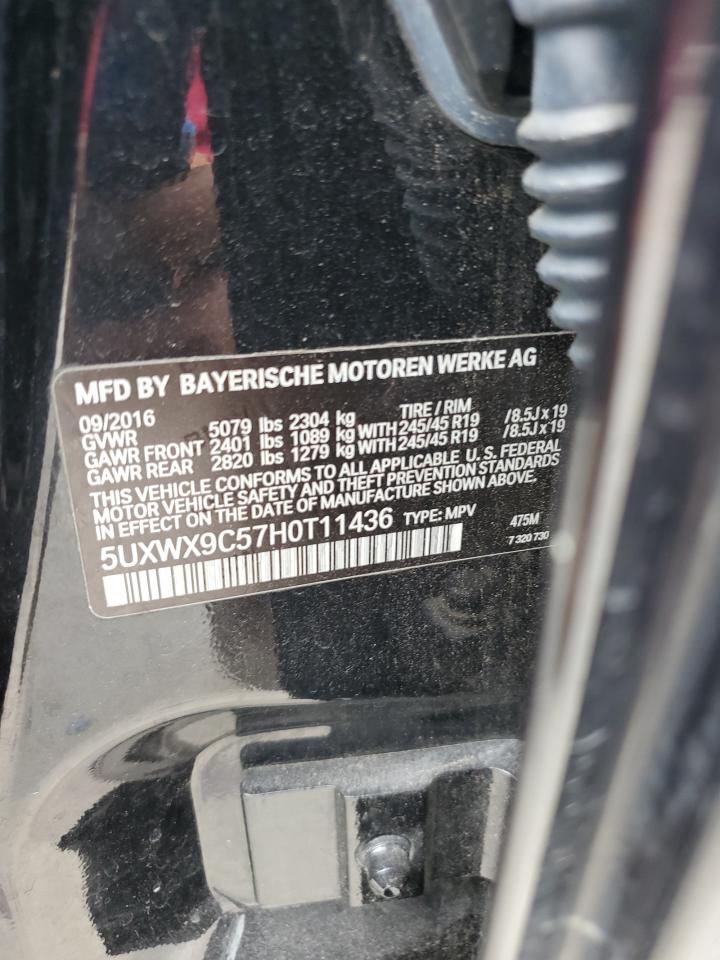 MFD BY BAYERISCHE MOTOREN WERKE AG
09/2016 TIRE / RIM
GVWR 5079 lbs 2304 kg
GAWR FRONT 2401 lbs 1089 kg WITH 245/45 R19 /8.5J x 19
GAWR REAR 2820 lbs 1279 kg WITH 245/45 R19 /8.5J x 19
THIS VEHICLE CONFORMS TO ALL APPLICABLE U.S. FEDERAL
MOTOR VEHICLE SAFETY AND THEFT PREVENTION STANDARDS
IN EFFECT ON THE DATE OF MANUFACTURE SHOWN ABOVE.
5UXWX9C57H0T11436 TYPE: MPV 475M
7 320 730